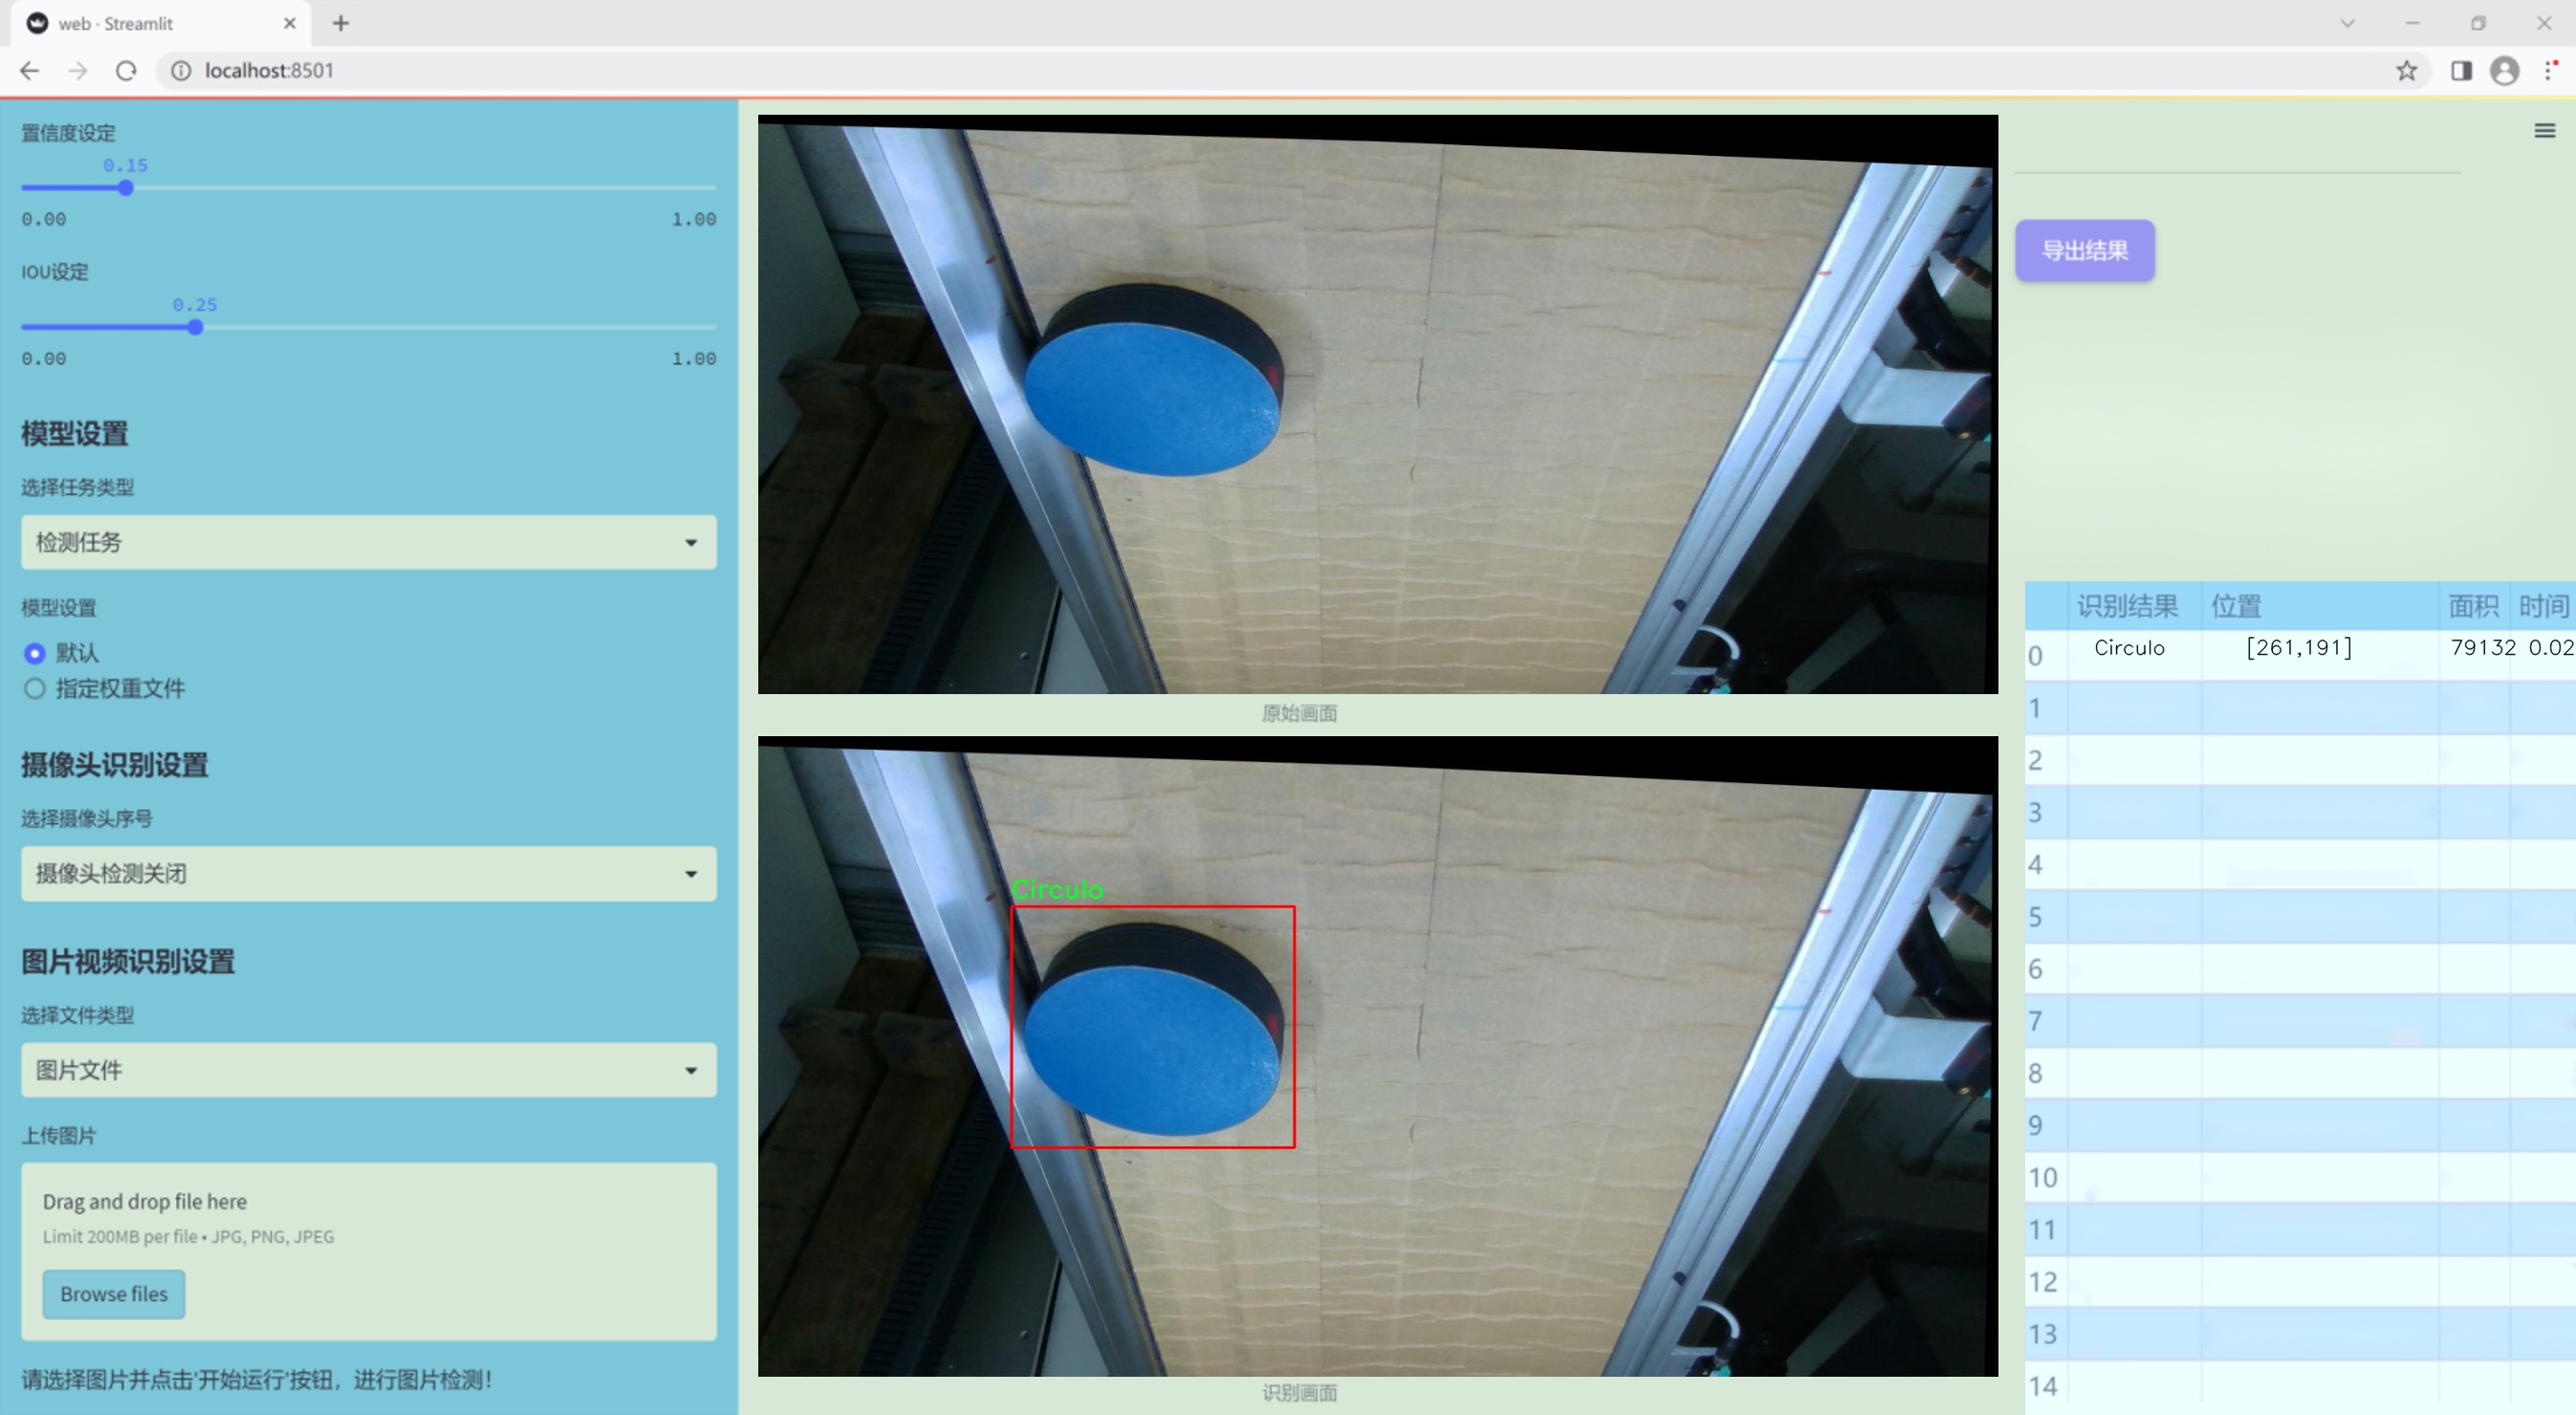 web · Streamlit
localhost:8501
置信度设定
0.15
0.00 1.00
IOU设定
0.25
0.00 1.00
模型设置
选择任务类型
检测任务
模型设置
默认
指定权重文件
摄像头识别设置
选择摄像头序号
摄像头检测关闭
图片视频识别设置
选择文件类型
图片文件
上传图片
Drag and drop file here
Limit 200MB per file • JPG, PNG, JPEG
Browse files
请选择图片并点击'开始运行'按钮，进行图片检测！
原始画面
Circulo
识别画面
导出结果
识别结果 位置 面积 时间
0 Circulo [261,191] 79132 0.02
1
2
3
4
5
6
7
8
9
10
11
12
13
14